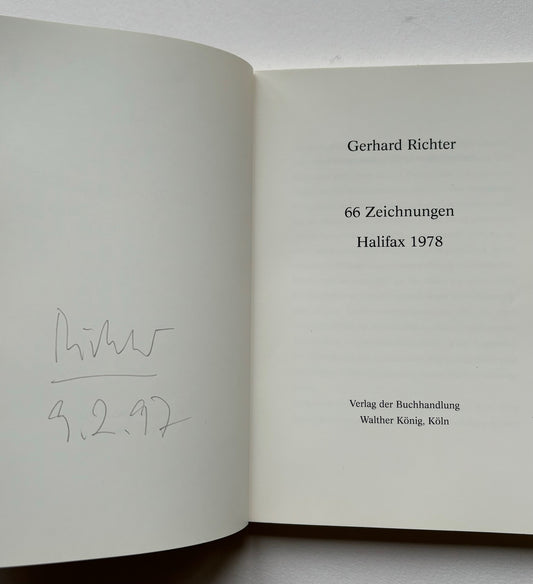 Richter
9.2.97
Gerhard Richter
66 Zeichnungen
Halifax 1978
Verlag der Buchhandlung
Walther König, Köln